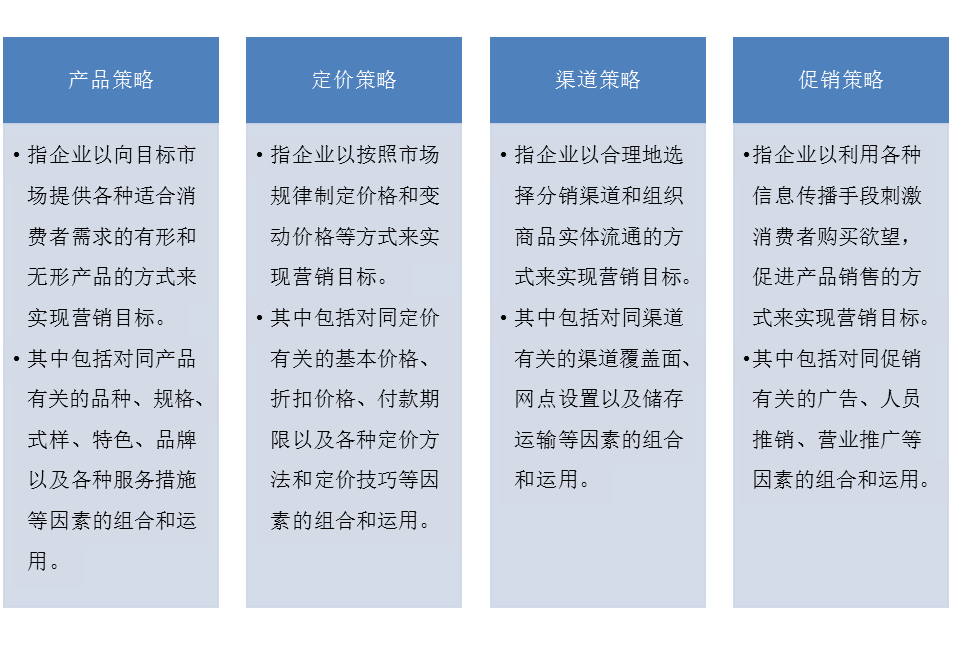 产品策略
• 指企业以向目标市
场提供各种适合消
费者需求的有形和
无形产品的方式来
实现营销目标。
• 其中包括对同产品
有关的品种、规格、
式样、特色、品牌
以及各种服务措施
等因素的组合和运
用。
定价策略
• 指企业以按照市场
规律制定价格和变
动价格等方式来实
现营销目标。
• 其中包括对同定价
有关的基本价格、
折扣价格、付款期
限以及各种定价方
法和定价技巧等因
素的组合和运用。
渠道策略
• 指企业以合理地选
择分销渠道和组织
商品实体流通的方
式来实现营销目标。
• 其中包括对同渠道
有关的渠道覆盖面、
网点设置以及储存
运输等因素的组合
和运用。
促销策略
•指企业以利用各种
信息传播手段刺激
消费者购买欲望，
促进产品销售的方
式来实现营销目标。
•其中包括对同促销
有关的广告、人员
推销、营业推广等
因素的组合和运用。